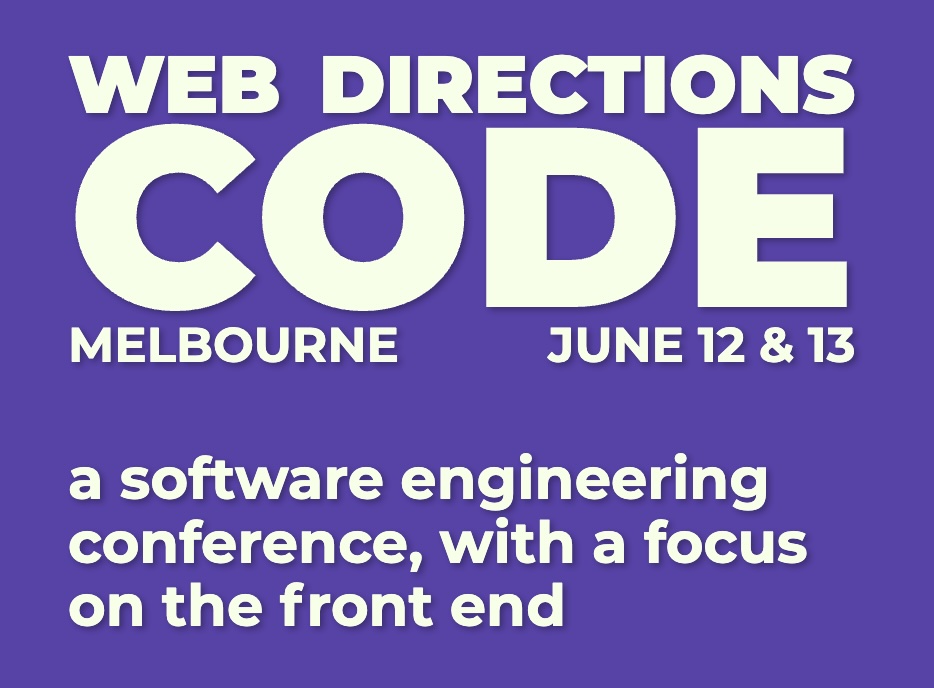 WEB DIRECTIONS
CODE
MELBOURNE JUNE 12 & 13
a software engineering
conference, with a focus
on the front end